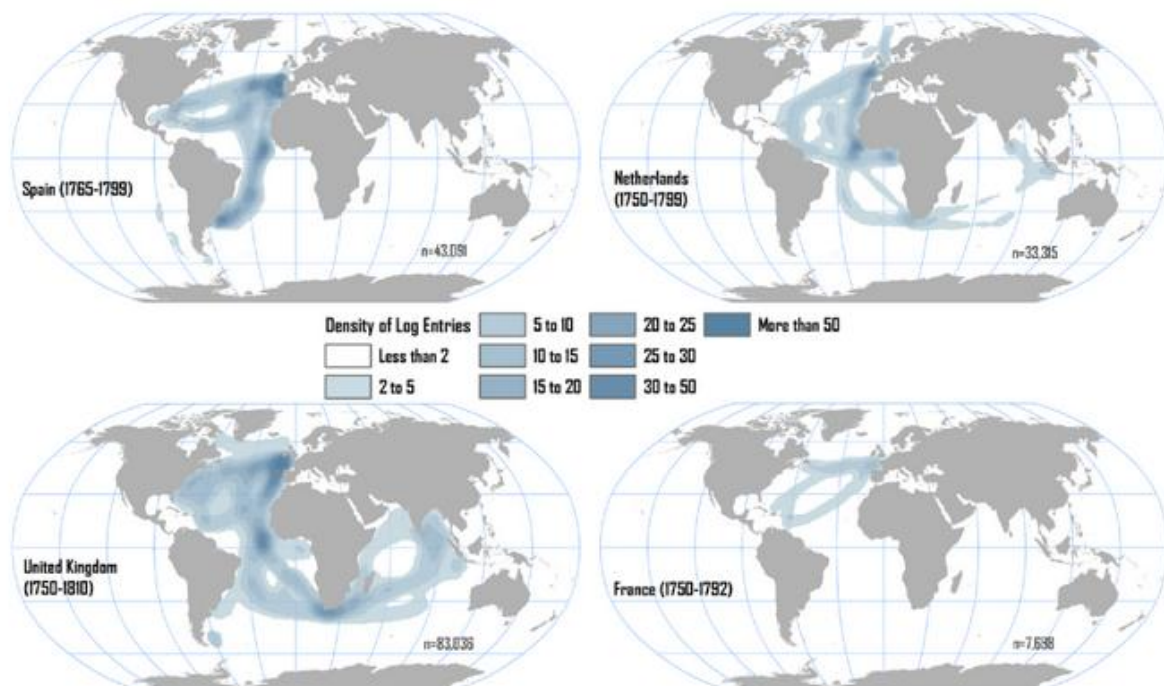 Spain (1765-1799)
n=43,091
Netherlands
(1750-1799)
n=33,315
Density of Log Entries
Less than 2
2 to 5
5 to 10
10 to 15
15 to 20
20 to 25
25 to 30
30 to 50
More than 50
United Kingdom
(1750-1810)
n=83,036
France (1750-1792)
n=7,698